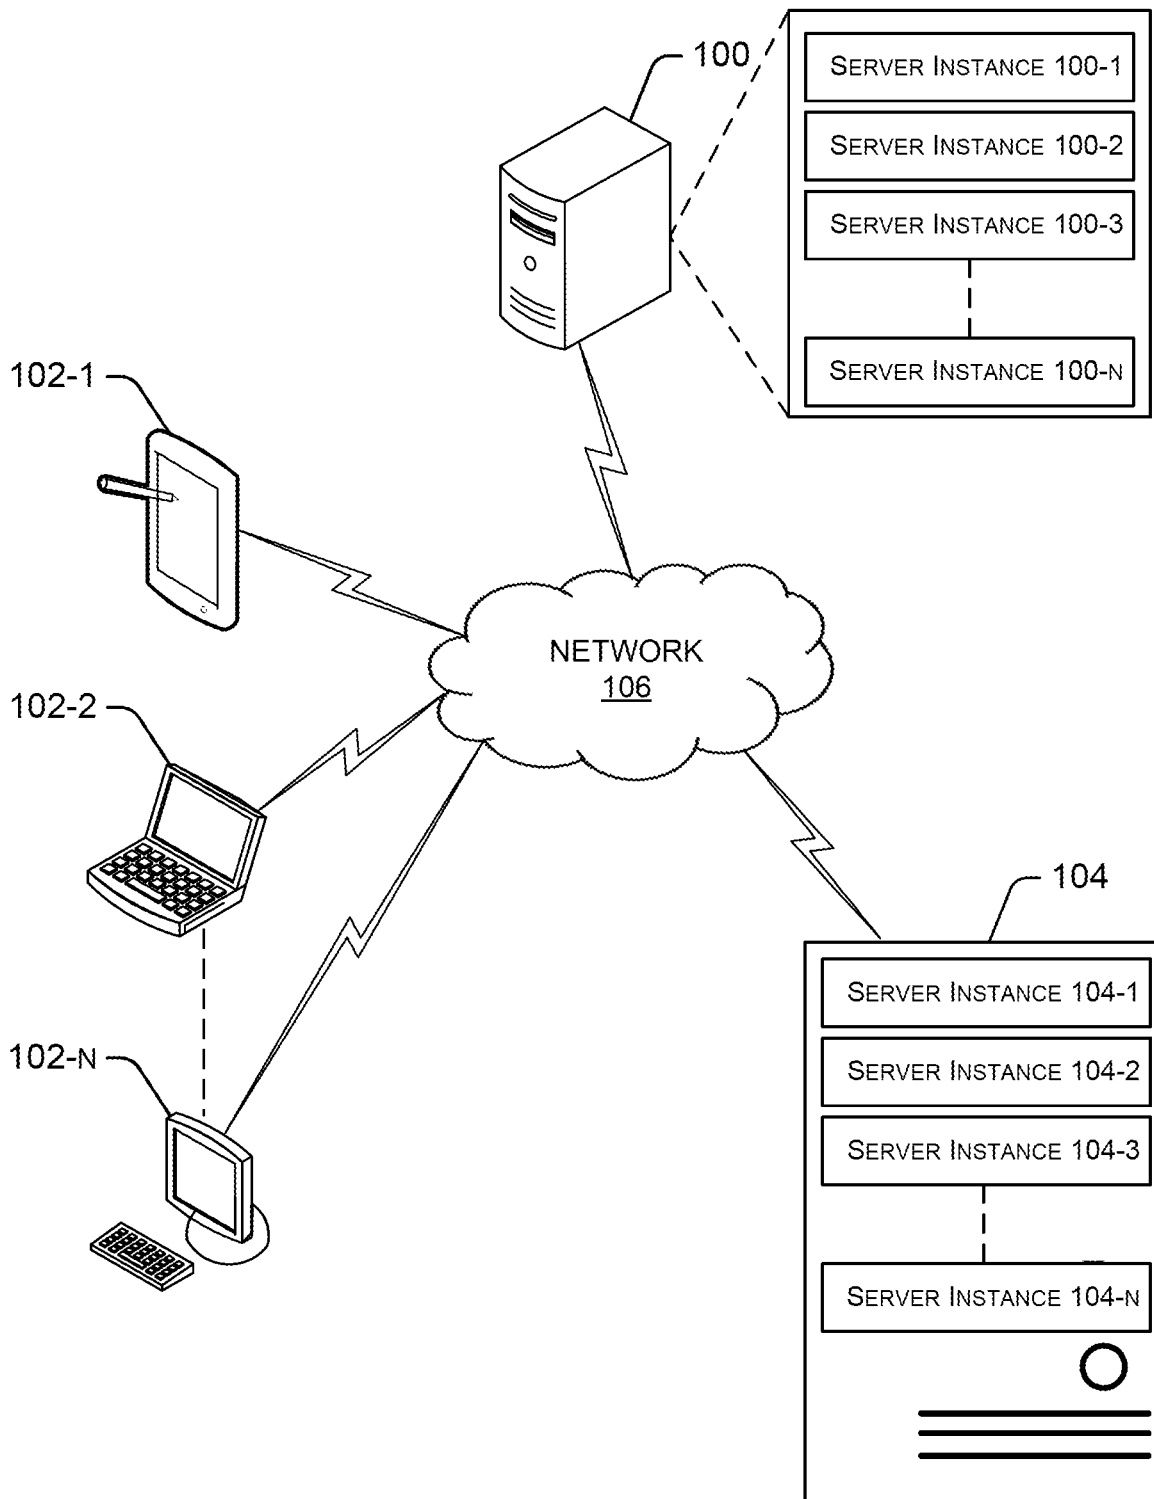 100
SERVER INSTANCE 100-1
SERVER INSTANCE 100-2
SERVER INSTANCE 100-3
SERVER INSTANCE 100-N
102-1
NETWORK
106
102-2
104
SERVER INSTANCE 104-1
SERVER INSTANCE 104-2
SERVER INSTANCE 104-3
102-N
SERVER INSTANCE 104-N